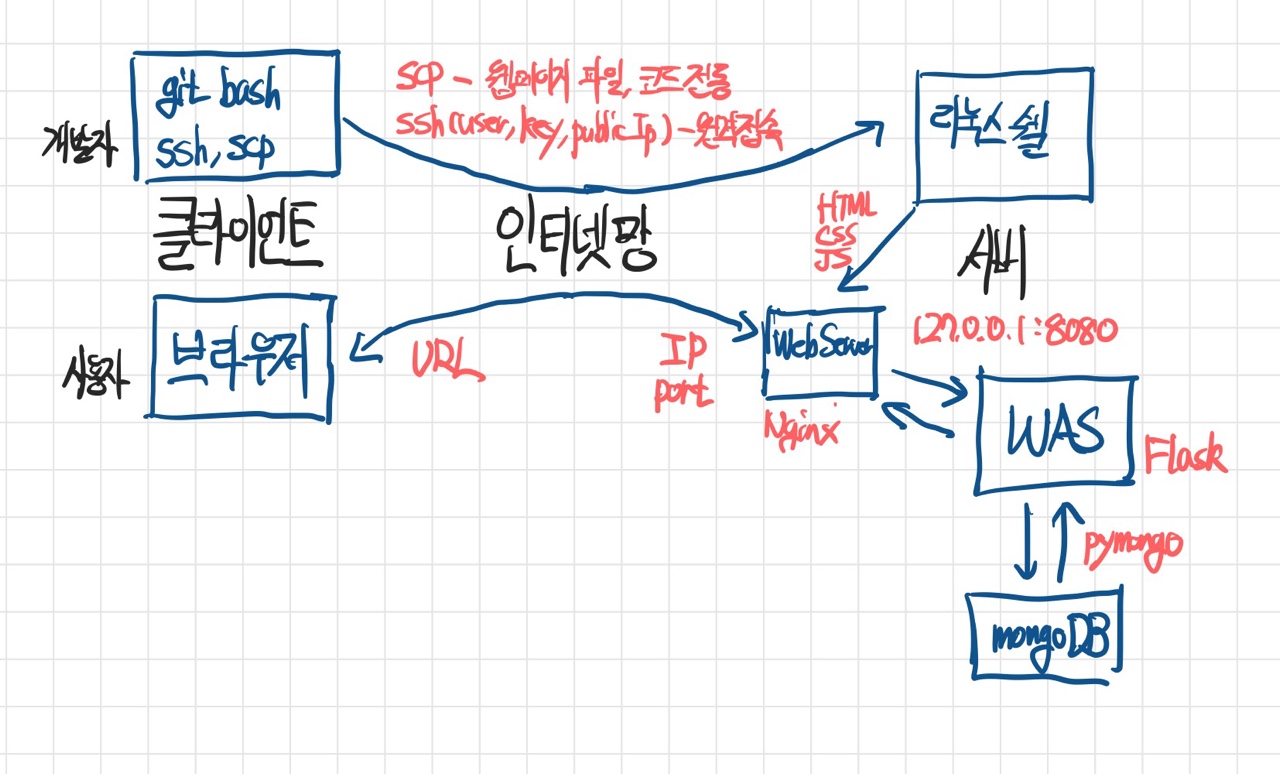 git bash
ssh, scp
개발자
SCP - 웹페이지 파일, 코드 전송
ssh(user, key, public Ip) - 원격접속
리눅스 쉘
클라이언트
인터넷망
HTML
CSS
JS
서버
브라우저
사용자
URL
IP
port
WebServer
Nginx
127.0.0.1:8080
WAS
Flask
pymongo
mongoDB